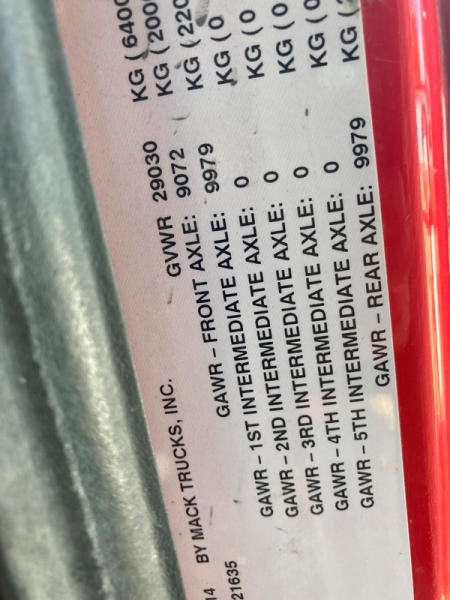 BY MACK TRUCKS, INC.
14
21635
GVWR 29030 KG (6400
GAWR – FRONT AXLE: 9072 KG (200
GAWR – 1ST INTERMEDIATE AXLE: 9979 KG (220
GAWR – 2ND INTERMEDIATE AXLE: 0 KG (0
GAWR – 3RD INTERMEDIATE AXLE: 0 KG (0
GAWR – 4TH INTERMEDIATE AXLE: 0 KG (0
GAWR – 5TH INTERMEDIATE AXLE: 0 KG (0
GAWR – REAR AXLE: 9979 KG (2